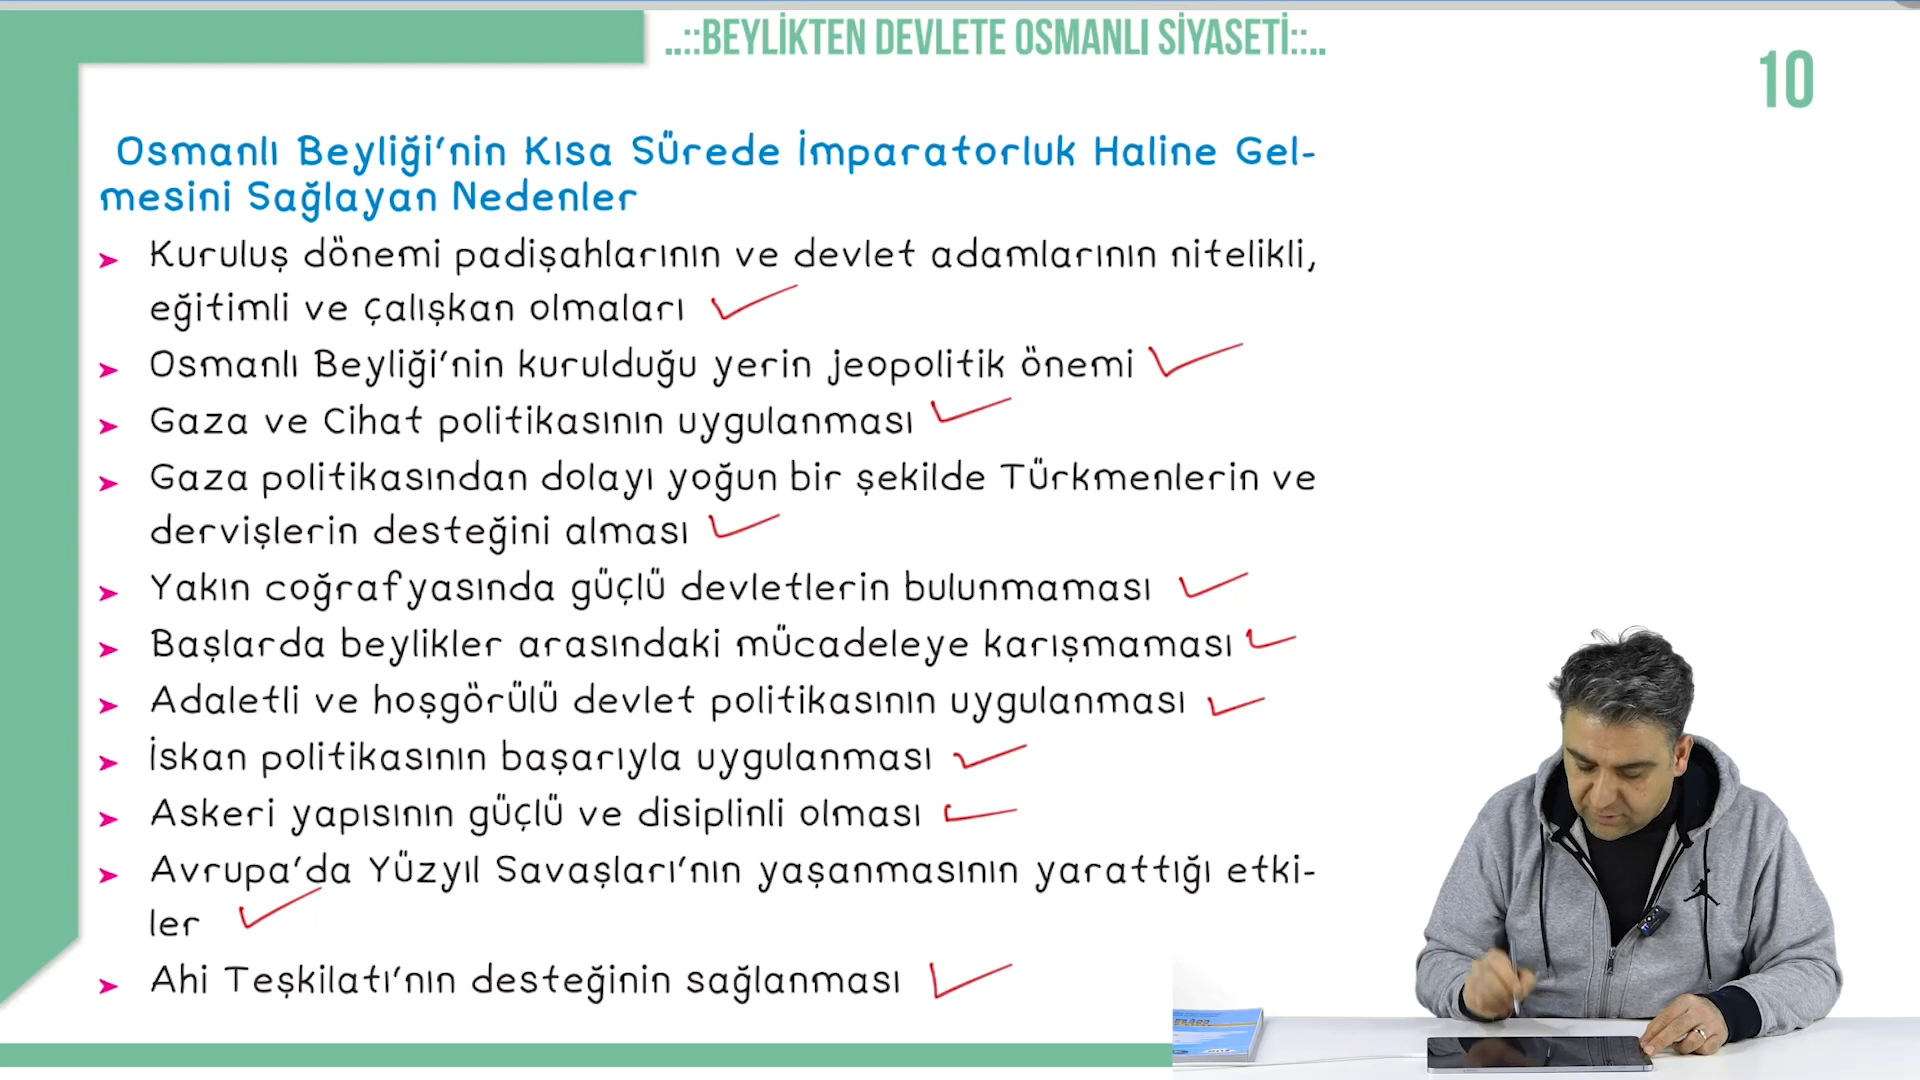 ..::BEYLİKTEN DEVLETE OSMANLI SİYASETİ::..
10
Osmanlı Beyliği’nin Kısa Sürede İmparatorluk Haline Gel-
mesini Sağlayan Nedenler
➤ Kuruluş dönemi padişahlarının ve devlet adamlarının nitelikli,
eğitimli ve çalışkan olmaları
➤ Osmanlı Beyliği’nin kurulduğu yerin jeopolitik önemi
➤ Gaza ve Cihat politikasının uygulanması
➤ Gaza politikasından dolayı yoğun bir şekilde Türkmenlerin ve
dervişlerin desteğini alması
➤ Yakın coğrafyasında güçlü devletlerin bulunmaması
➤ Başlarda beylikler arasındaki mücadeleye karışmaması
➤ Adaletli ve hoşgörülü devlet politikasının uygulanması
➤ İskan politikasının başarıyla uygulanması
➤ Askeri yapısının güçlü ve disiplinli olması
➤ Avrupa’da Yüzyıl Savaşları’nın yaşanmasının yarattığı etki-
ler
➤ Ahi Teşkilatı’nın desteğinin sağlanması